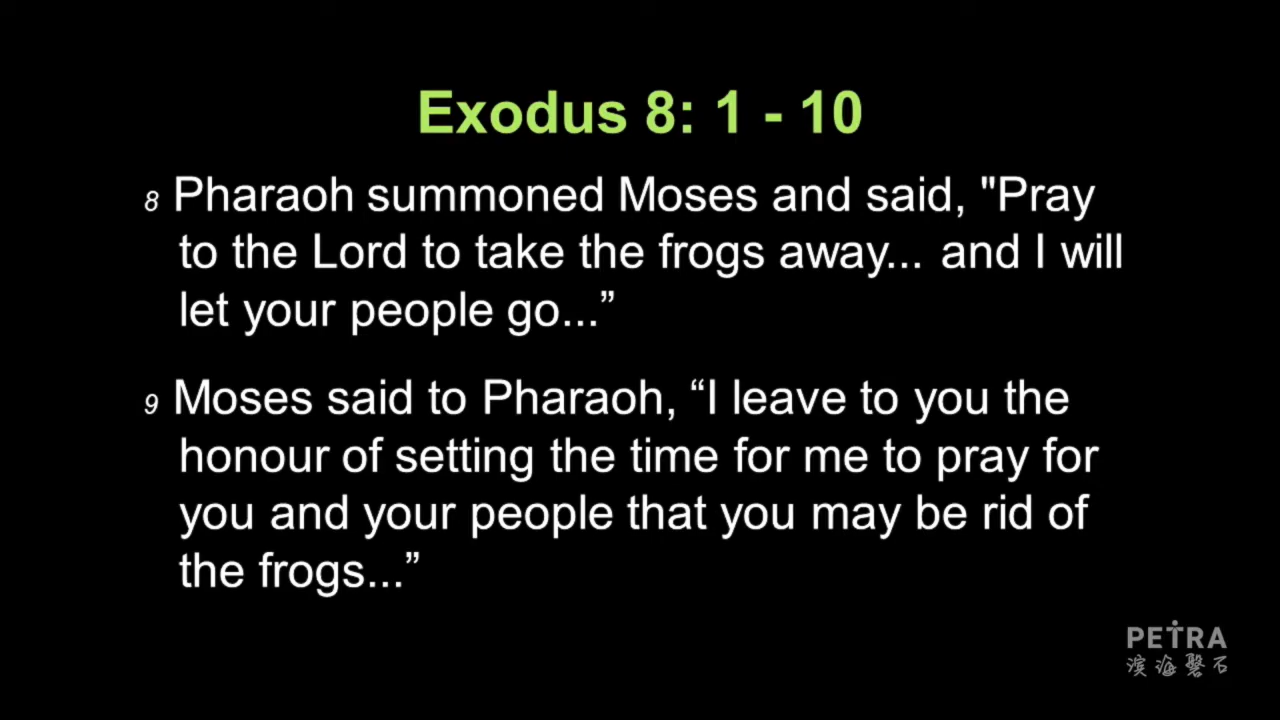 Exodus 8: 1 - 10
8 Pharaoh summoned Moses and said, "Pray
to the Lord to take the frogs away... and I will
let your people go...”
9 Moses said to Pharaoh, “I leave to you the
honour of setting the time for me to pray for
you and your people that you may be rid of
the frogs...”
PETRA
滨海磐石